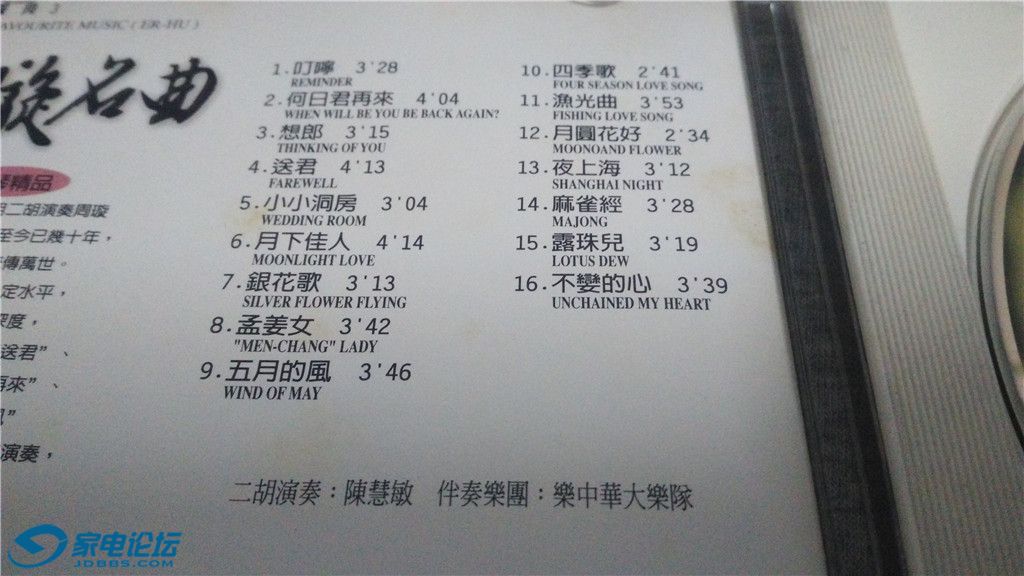 AVOURITE MUSIC ( ER-HU )
璇名曲
精品
二胡演奏周璇
至今已幾十年，
傳萬世。
定水平，
深度，
送君”、
再來”、
”
演奏，
1.叮嚀 3'28
REMINDER
2.何日君再來 4'04
WHEN WILL BE YOU BE BACK AGAIN?
3.想郎 3'15
THINKING OF YOU
4.送君 4'13
FAREWELL
5.小小洞房 3'04
WEDDING ROOM
6.月下佳人 4'14
MOONLIGHT LOVE
7.銀花歌 3'13
SILVER FLOWER FLYING
8.孟姜女 3'42
"MEN-CHANG" LADY
9.五月的風 3'46
WIND OF MAY
10.四季歌 2'41
FOUR SEASON LOVE SONG
11.漁光曲 3'53
FISHING LOVE SONG
12.月圓花好 2'34
MOONOAND FLOWER
13.夜上海 3'12
SHANGHAI NIGHT
14.麻雀經 3'28
MAJONG
15.露珠兒 3'19
LOTUS DEW
16.不變的心 3'39
UNCHAINED MY HEART
二胡演奏：陳慧敏 伴奏樂團：樂中華大樂隊
家电论坛
JDBBS.COM